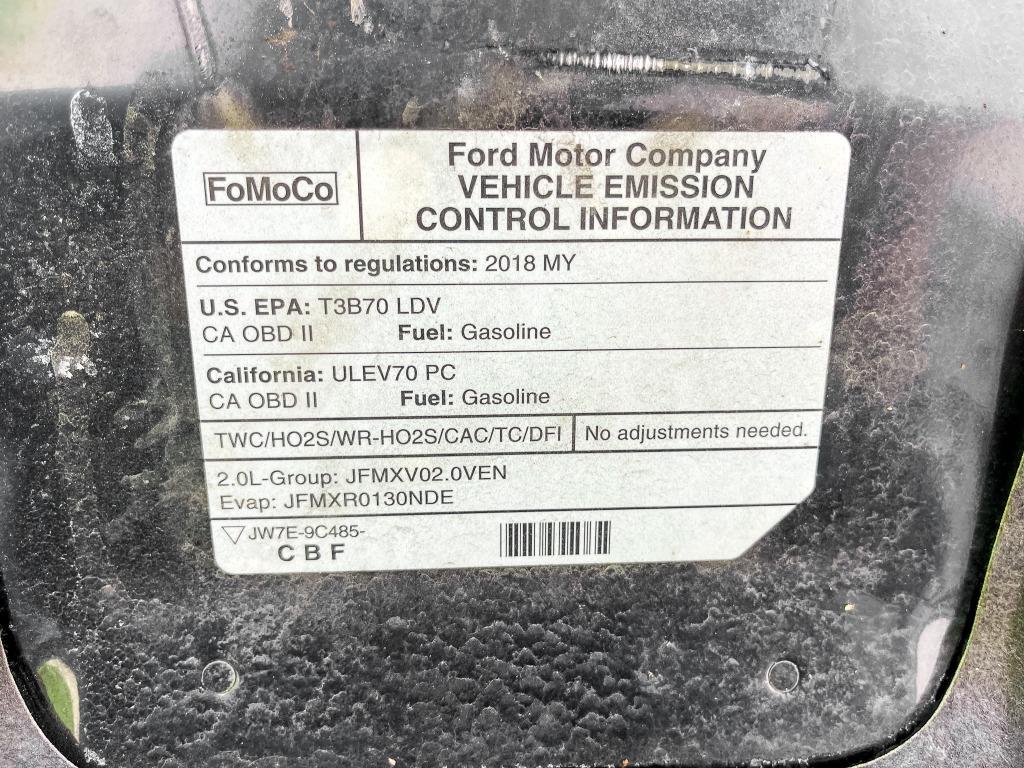 FoMoCo
Ford Motor Company
VEHICLE EMISSION
CONTROL INFORMATION
Conforms to regulations: 2018 MY
U.S. EPA: T3B70 LDV
CA OBD II Fuel: Gasoline
California: ULEV70 PC
CA OBD II Fuel: Gasoline
TWC/HO2S/WR-HO2S/CAC/TC/DFI No adjustments needed.
2.0L-Group: JFMXV02.0VEN
Evap: JFMXR0130NDE
JW7E-9C485-
CBF